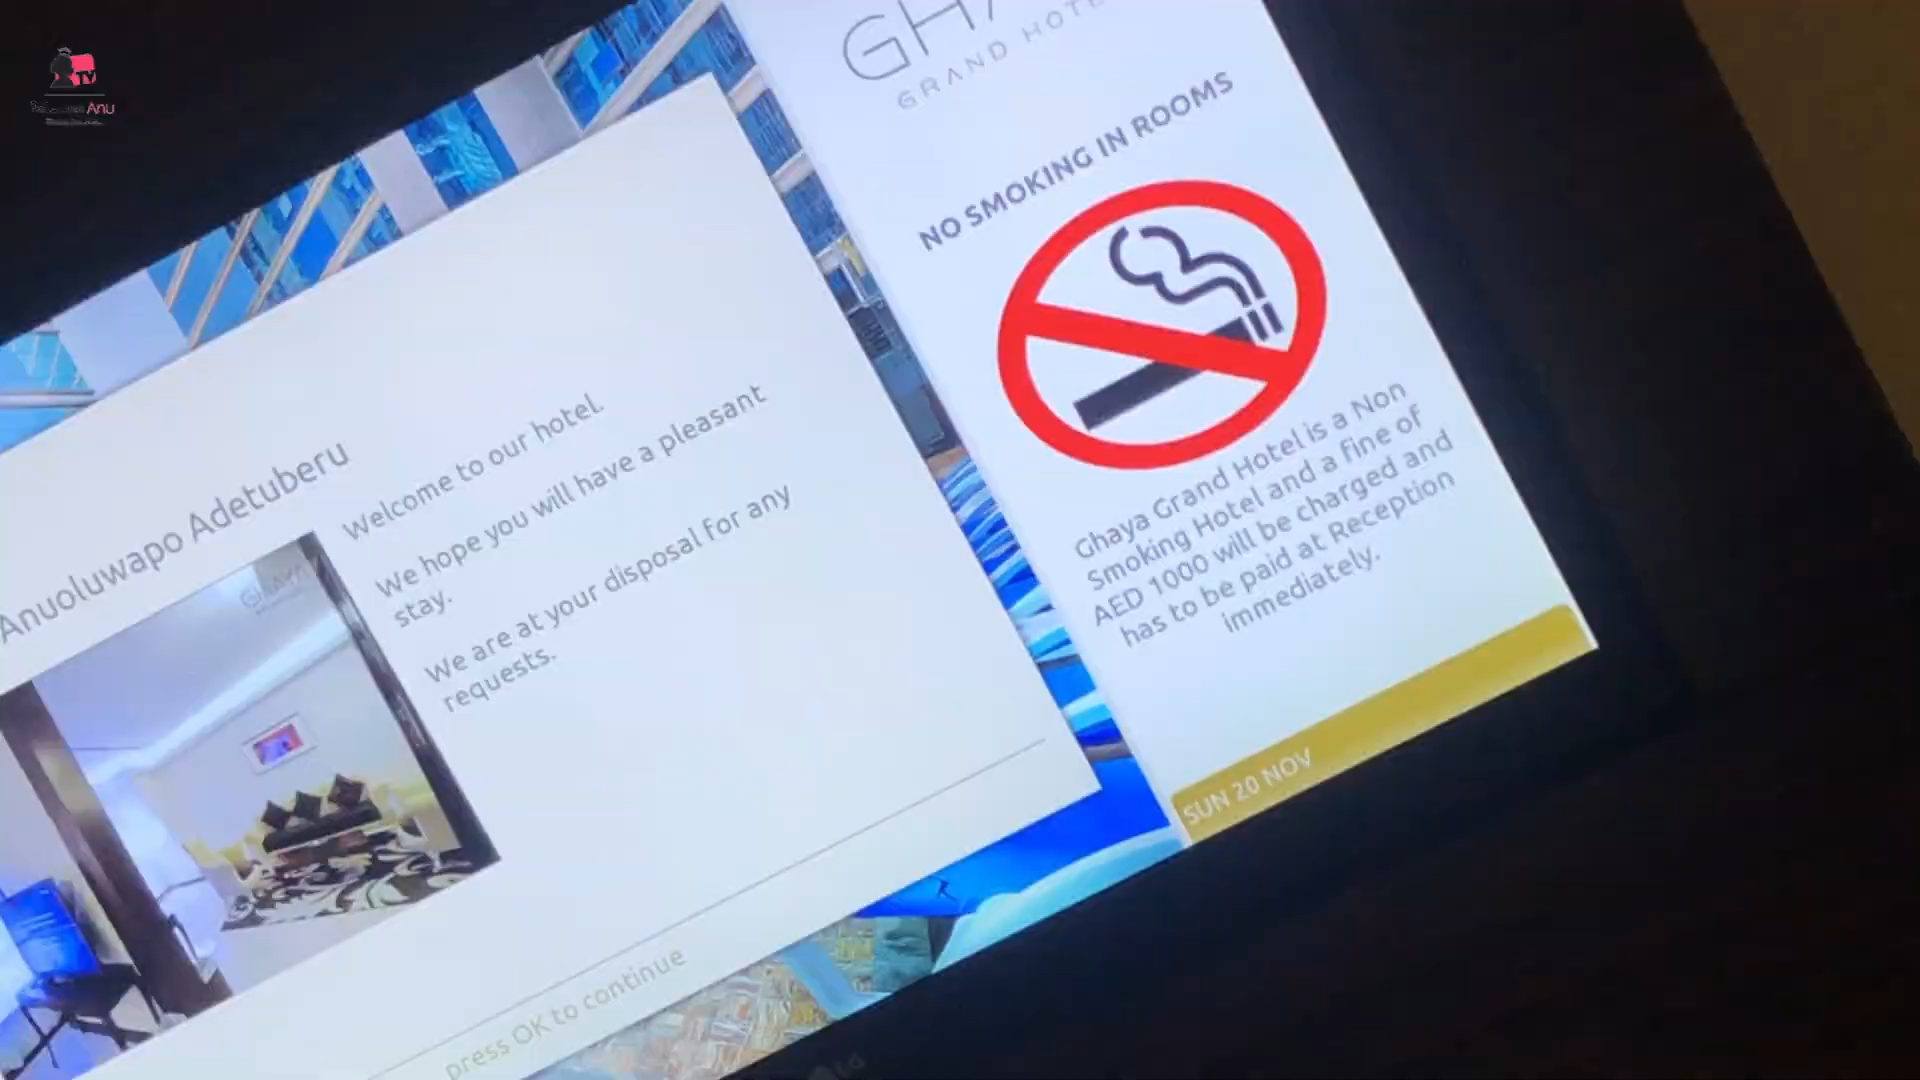 TV
Anu
Anuoluwapo Adetuberu
Welcome to our hotel.
We hope you will have a pleasant
stay.
We are at your disposal for any
requests.
press OK to continue
GRAND HOTE
NO SMOKING IN ROOMS
Ghaya Grand Hotel is a Non
Smoking Hotel and a fine of
AED 1000 will be charged and
has to be paid at Reception
immediately.
SUN 20 NOV